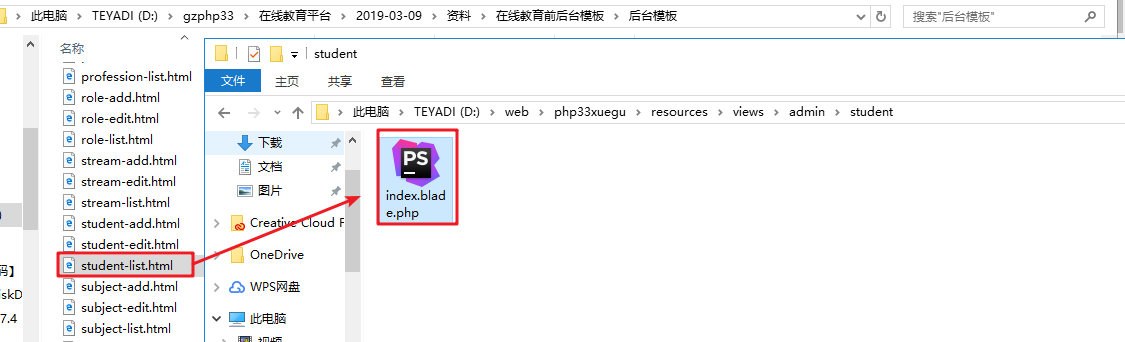 此电脑 > TEYADI (D:) > gzphp33 > 在线教育平台 > 2019-03-09 > 资料 > 在线教育前后台模板 > 后台模板
搜索"后台模板"
名称
profession-list.html
role-add.html
role-edit.html
role-list.html
stream-add.html
stream-edit.html
stream-list.html
student-add.html
student-edit.html
student-list.html
subject-add.html
subject-edit.html
subject-list.html
码】
iskD
7.4
student
文件 主页 共享 查看
此电脑 > TEYADI (D:) > web > php33xuegu > resources > views > admin > student
下载
文档
图片
Creative Cloud F
OneDrive
WPS网盘
此电脑
视频
PS
index.blad
e.php